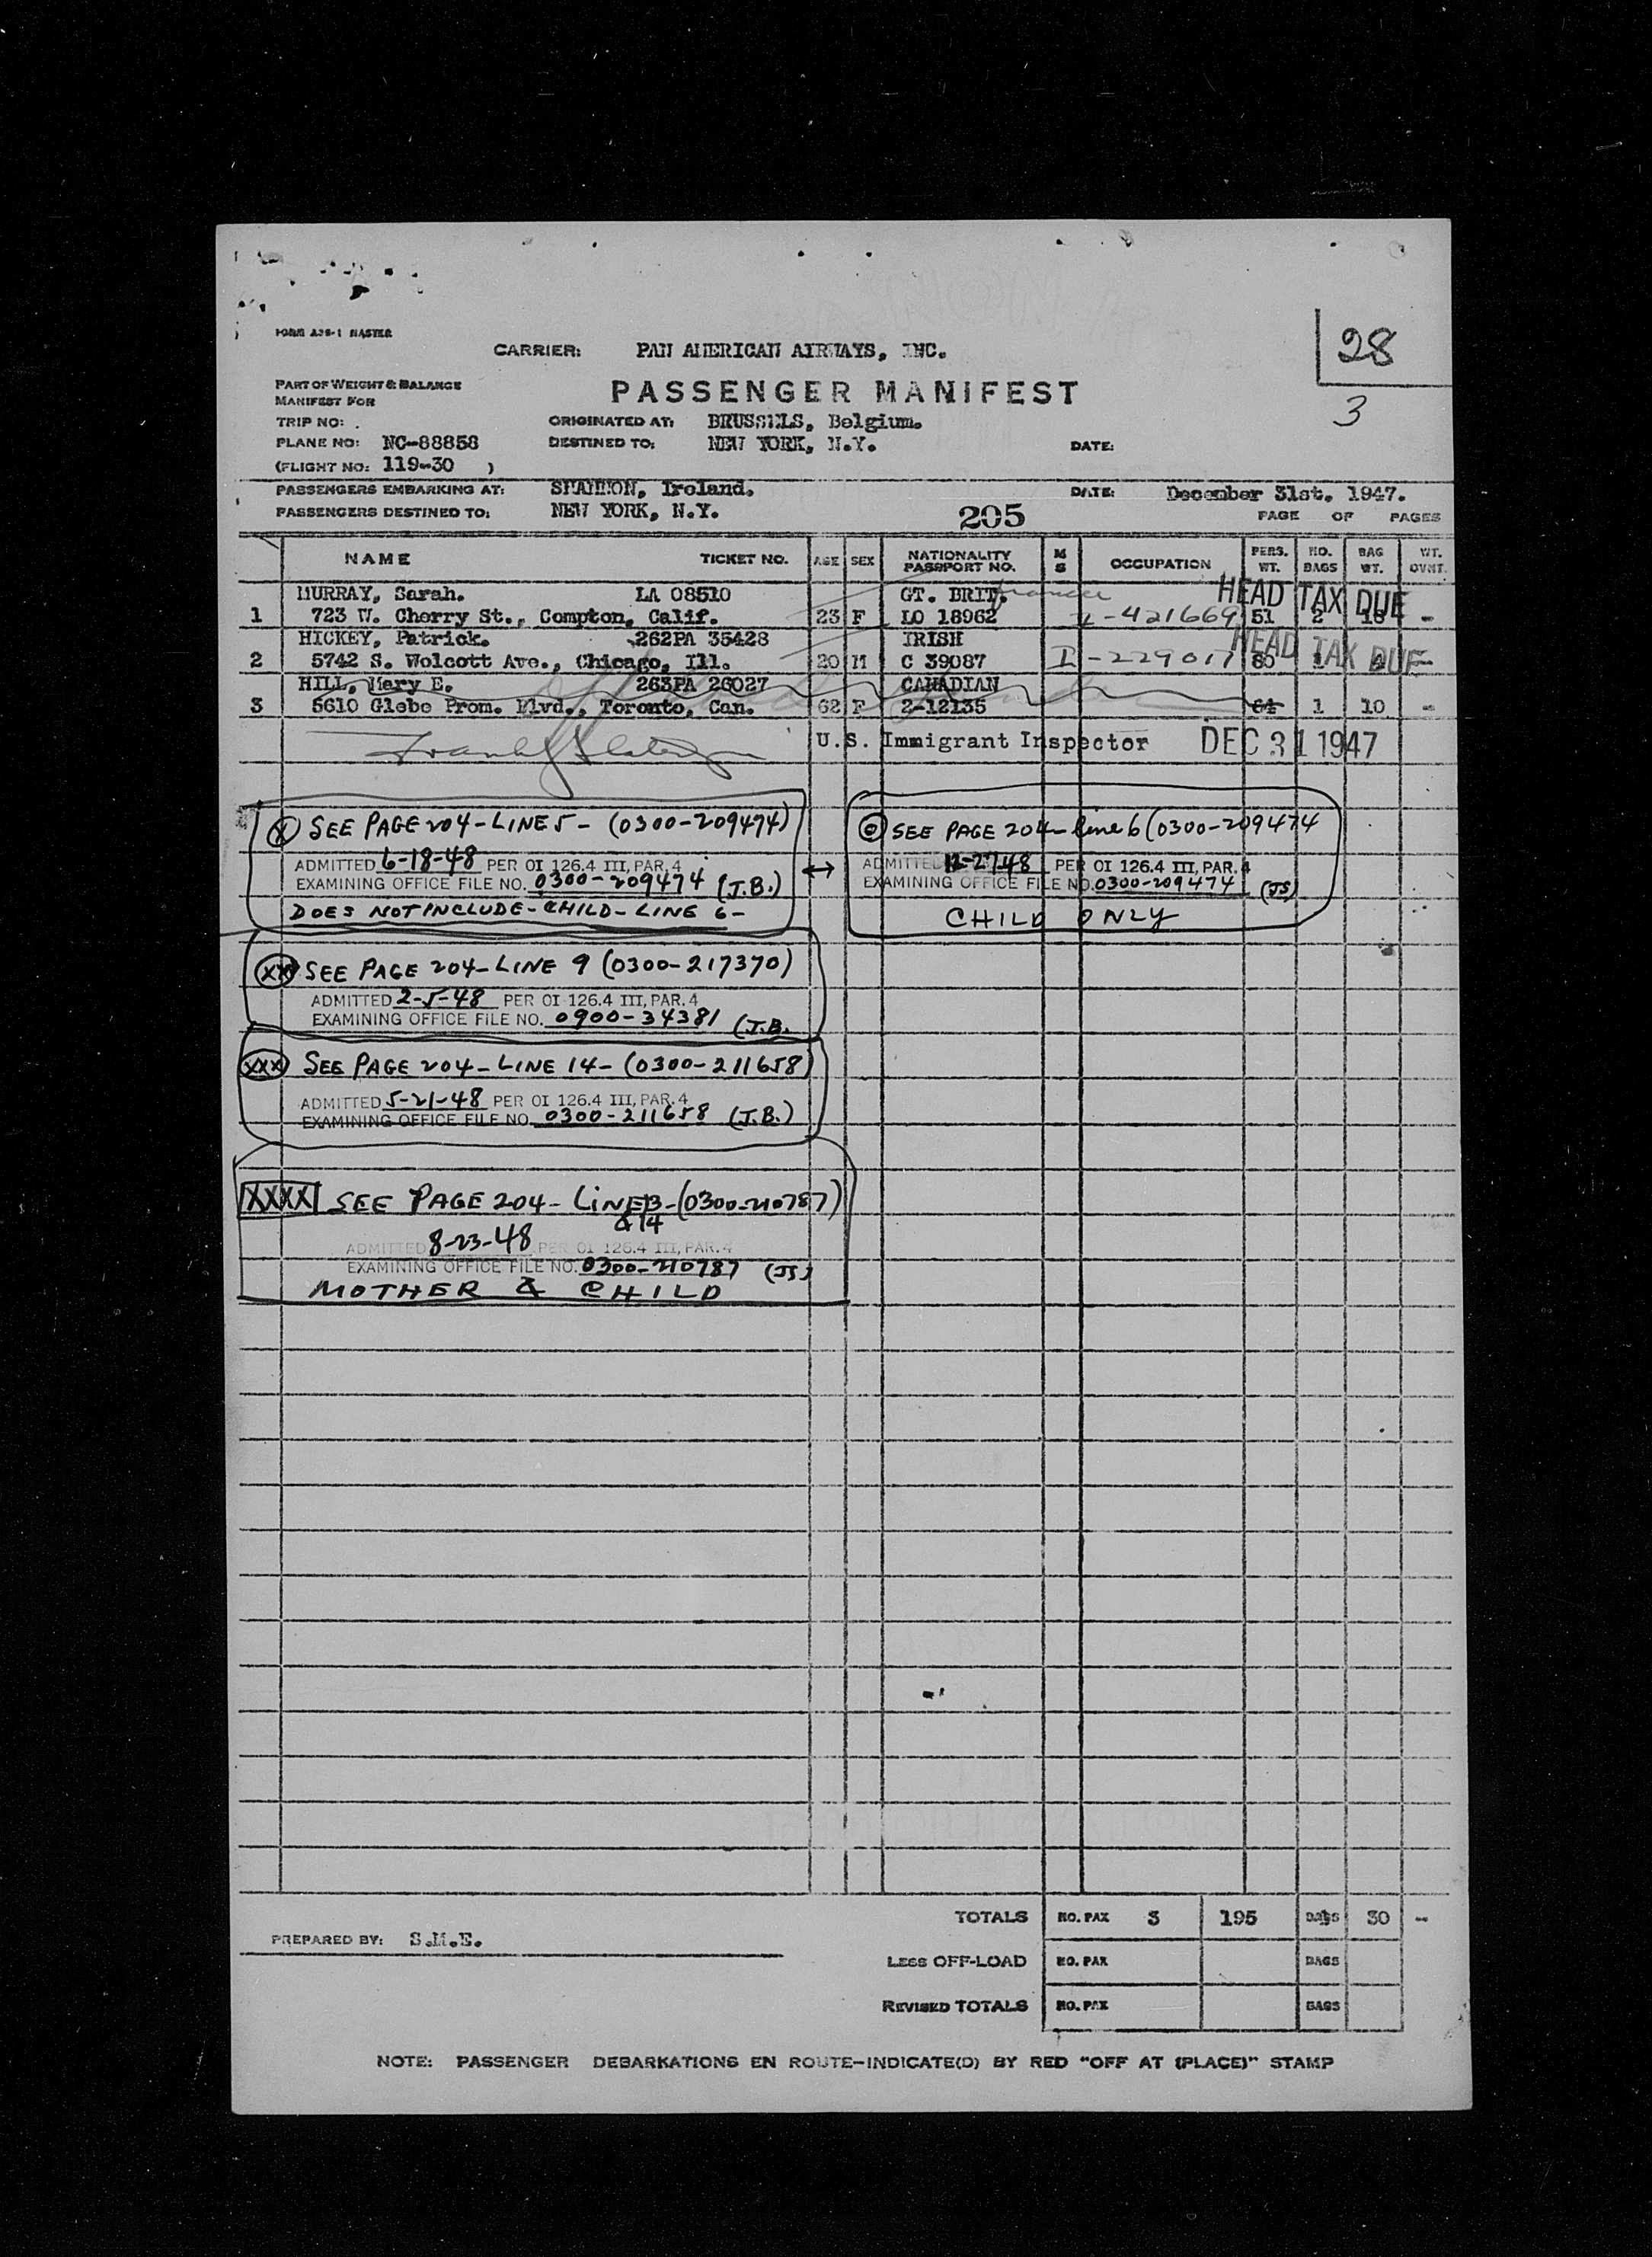 FORM AJS-1 MASTER
28
CARRIER: PAN AMERICAN AIRWAYS, INC.
PART OF WEIGHT & BALANCE
MANIFEST FOR
PASSENGER MANIFEST
3
TRIP NO: .
ORIGINATED AT: BRUSSELS, Belgium.
PLANE NO: NC-88858
DESTINED TO: NEW YORK, N.Y.
DATE:
(FLIGHT NO: 119-30 )
PASSENGERS EMBARKING AT: SHANNON, Ireland.
DATE: December 31st. 1947.
PASSENGERS DESTINED TO: NEW YORK, N.Y.
205
PAGE OF PAGES
NAME TICKET NO. AGE SEX NATIONALITY PASSPORT NO. M S OCCUPATION PERS. WT. NO. BAGS BAG WT. WT. OVNT.
MURRAY, Sarah. LA 08510 GT. BRIT. France HEAD TAX DUE
1 723 W. Cherry St., Compton, Calif. 23 F LO 18962 I-421669 51 2 18 -
HICKEY, Patrick. 262PA 35428 IRISH HEAD TAX DUE
2 5742 S. Wolcott Ave., Chicago, Ill. 20 M C 39087 I-229017 80 -
HILL, Mary E. 263PA 26027 CANADIAN
3 5610 Glebe Prom. Blvd., Toronto, Can. 62 F 2-12135 64 1 10 -
U.S. Immigrant Inspector DEC 31 1947
(X) SEE PAGE 204-LINE 5- (0300-209474)
ADMITTED 6-18-48 PER OI 126.4 III, PAR. 4
EXAMINING OFFICE FILE NO. 0300-209474 (J.B.)
DOES NOT INCLUDE-CHILD-LINE 6-
↔
SEE PAGE 204-line 6 (0300-209474
ADMITTED 12-27-48 PER OI 126.4 III, PAR. 4
EXAMINING OFFICE FILE NO. 0300-209474 (JS)
CHILD ONLY
(XX) SEE PAGE 204-LINE 9 (0300-217370)
ADMITTED 2-5-48 PER OI 126.4 III, PAR. 4
EXAMINING OFFICE FILE NO. 0900-34381 (J.B.
(XXX) SEE PAGE 204-LINE 14-(0300-211658)
ADMITTED 5-21-48 PER OI 126.4 III, PAR. 4
EXAMINING OFFICE FILE NO. 0300-211658 (J.B.)
XXXX SEE PAGE 204-LINE 13-(0300-210787)
& 14
ADMITTED 8-23-48 PER OI 126.4 III, PAR. 4
EXAMINING OFFICE FILE NO. 0300-210787 (JS)
MOTHER & CHILD
TOTALS NO. PAX 3 195 BAGS 30 -
PREPARED BY: S.M.E.
LESS OFF-LOAD NO. PAX BAGS
REVISED TOTALS NO. PAX BAGS
NOTE: PASSENGER DEBARKATIONS EN ROUTE-INDICATE(D) BY RED "OFF AT (PLACE)" STAMP